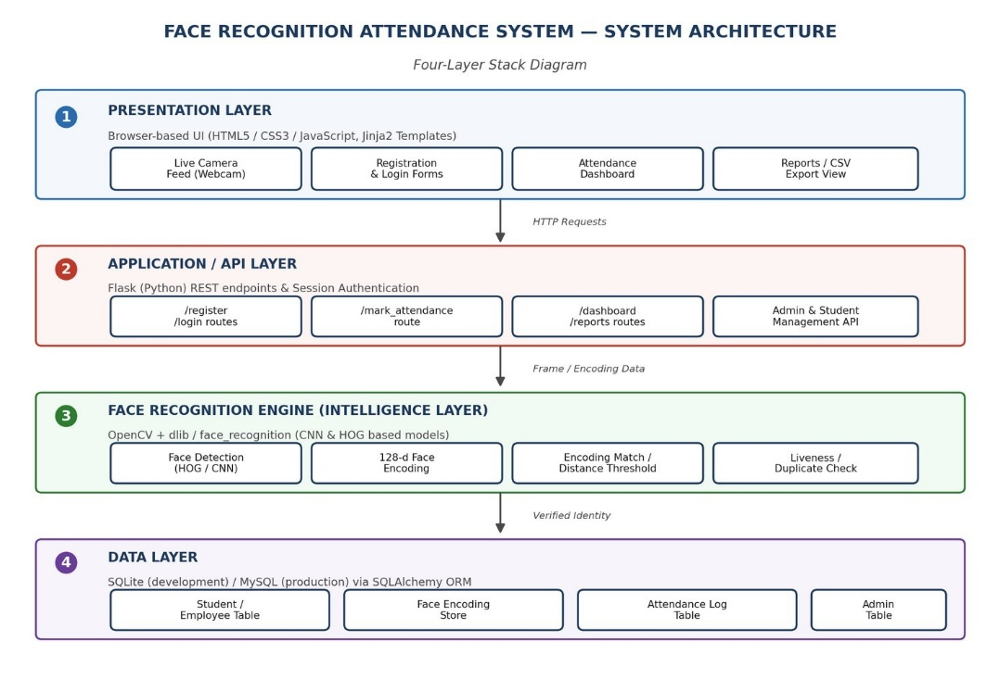 FACE RECOGNITION ATTENDANCE SYSTEM — SYSTEM ARCHITECTURE
Four-Layer Stack Diagram
1
PRESENTATION LAYER
Browser-based UI (HTML5 / CSS3 / JavaScript, Jinja2 Templates)
Live Camera
Feed (Webcam)
Registration
& Login Forms
Attendance
Dashboard
Reports / CSV
Export View
HTTP Requests
2
APPLICATION / API LAYER
Flask (Python) REST endpoints & Session Authentication
/register
/login routes
/mark_attendance
route
/dashboard
/reports routes
Admin & Student
Management API
Frame / Encoding Data
3
FACE RECOGNITION ENGINE (INTELLIGENCE LAYER)
OpenCV + dlib / face_recognition (CNN & HOG based models)
Face Detection
(HOG / CNN)
128-d Face
Encoding
Encoding Match /
Distance Threshold
Liveness /
Duplicate Check
Verified Identity
4
DATA LAYER
SQLite (development) / MySQL (production) via SQLAlchemy ORM
Student /
Employee Table
Face Encoding
Store
Attendance Log
Table
Admin
Table